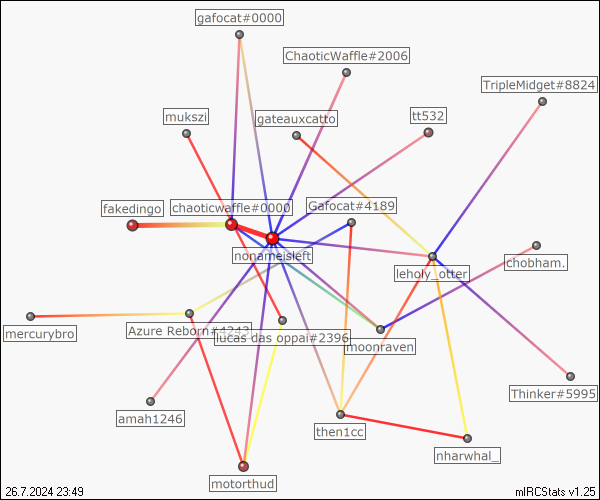 gafocat#0000
ChaoticWaffle#2006
TripleMidget#8824
mukszi
gateauxcatto
tt532
fakedingo
chaoticwaffle#0000
Gafocat#4189
nonameisleft
leholy_otter
chobham.
mercurybro
Azure Reborn#4243
lucas das oppai#2396
moonraven
amah1246
Thinker#5995
then1cc
nharwhal_
motorthud
26.7.2024 23:49
mIRCStats v1.25